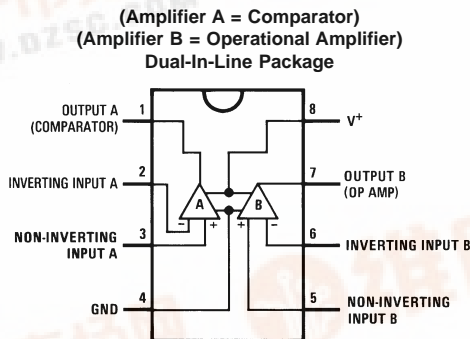 (Amplifier A = Comparator)
(Amplifier B = Operational Amplifier)
Dual-In-Line Package
OUTPUT A
(COMPARATOR)
1
INVERTING INPUT A
2
NON-INVERTING
INPUT A
3
GND
4
8
V+
7
OUTPUT B
(OP AMP)
6
INVERTING INPUT B
5
NON-INVERTING
INPUT B
A
B
-
+
+
-